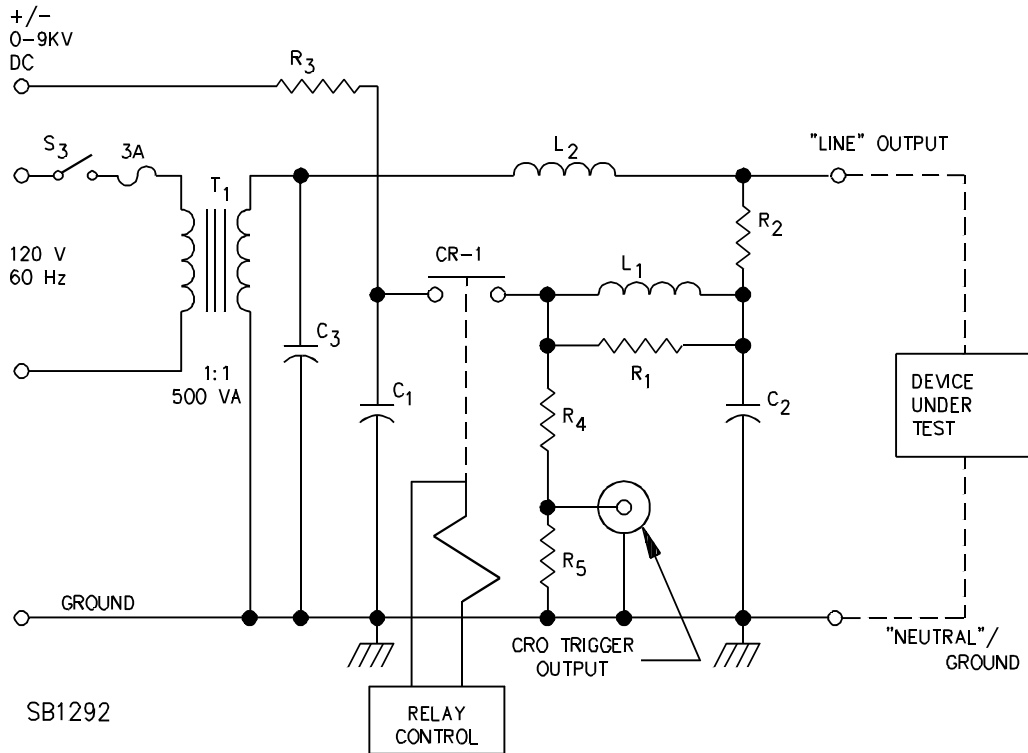 +/-
0-9KV
DC
R3
S3
3A
T1
L2
"LINE" OUTPUT
R2
120 V
60 Hz
CR-1
L1
C3
R1
1:1
500 VA
C1
R4
C2
DEVICE
UNDER
TEST
R5
GROUND
CRO TRIGGER
OUTPUT
"NEUTRAL"/
GROUND
SB1292
RELAY
CONTROL